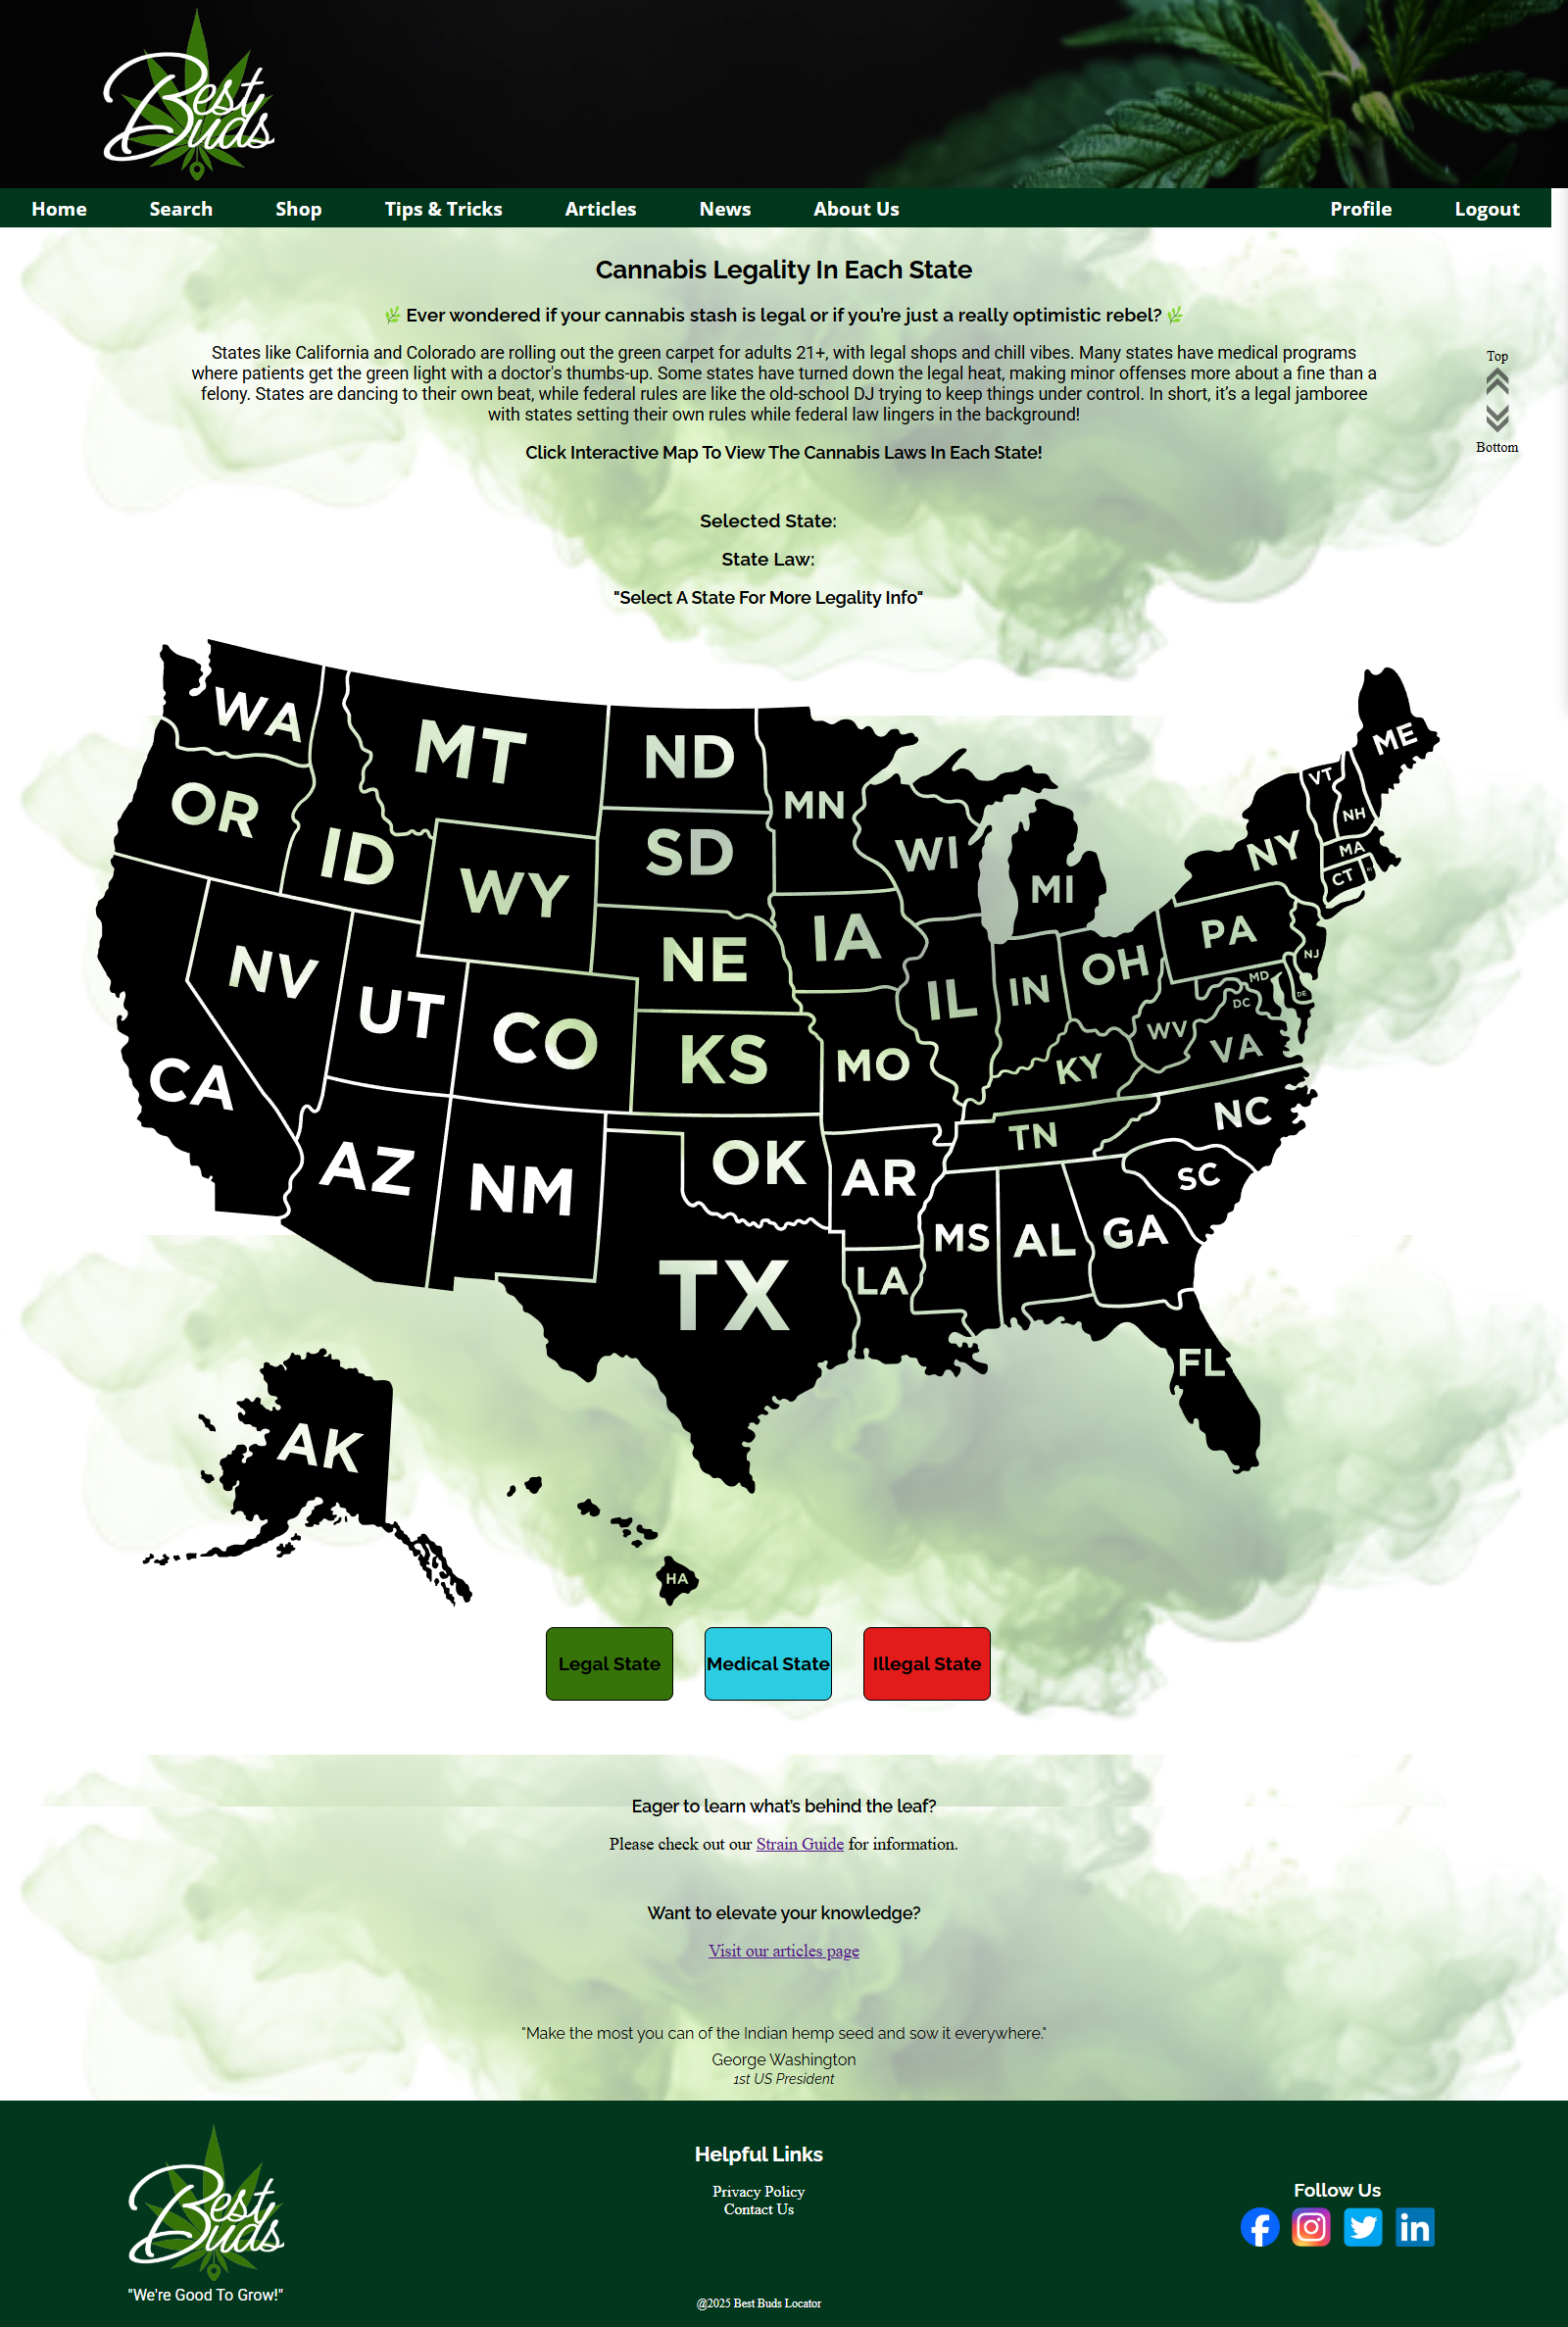 Best
Buds
Home Search Shop Tips & Tricks Articles News About Us Profile Logout
Cannabis Legality In Each State
🌿 Ever wondered if your cannabis stash is legal or if you're just a really optimistic rebel? 🌿
States like California and Colorado are rolling out the green carpet for adults 21+, with legal shops and chill vibes. Many states have medical programs
where patients get the green light with a doctor's thumbs-up. Some states have turned down the legal heat, making minor offenses more about a fine than a
felony. States are dancing to their own beat, while federal rules are like the old-school DJ trying to keep things under control. In short, it's a legal jamboree
with states setting their own rules while federal law lingers in the background!
Top
Bottom
Click Interactive Map To View The Cannabis Laws In Each State!
Selected State:
State Law:
"Select A State For More Legality Info"
WA
MT
ND
MN
ME
VT
NH
OR
ID
SD
WI
NY
MA
CT
WY
MI
IA
PA
NE
NJ
NV
UT
IL
IN
OH
MD
DE
DC
CO
KS
MO
WV
VA
KY
CA
NC
TN
AZ
NM
OK
AR
SC
MS
AL
GA
TX
LA
FL
AK
HA
Legal State
Medical State
Illegal State
Eager to learn what's behind the leaf?
Please check out our Strain Guide for information.
Want to elevate your knowledge?
Visit our articles page
"Make the most you can of the Indian hemp seed and sow it everywhere."
George Washington
1st US President
Best
Buds
"We're Good To Grow!"
Helpful Links
Privacy Policy
Contact Us
@2025 Best Buds Locator
Follow Us